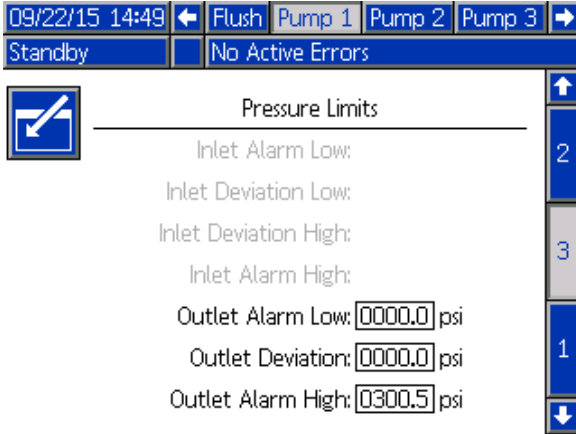 09/22/15 14:49 Flush Pump 1 Pump 2 Pump 3
Standby No Active Errors
Pressure Limits
Inlet Alarm Low:
2
Inlet Deviation Low:
Inlet Deviation High:
3
Inlet Alarm High:
Outlet Alarm Low: 0000.0 psi
Outlet Deviation: 0000.0 psi
1
Outlet Alarm High: 0300.5 psi